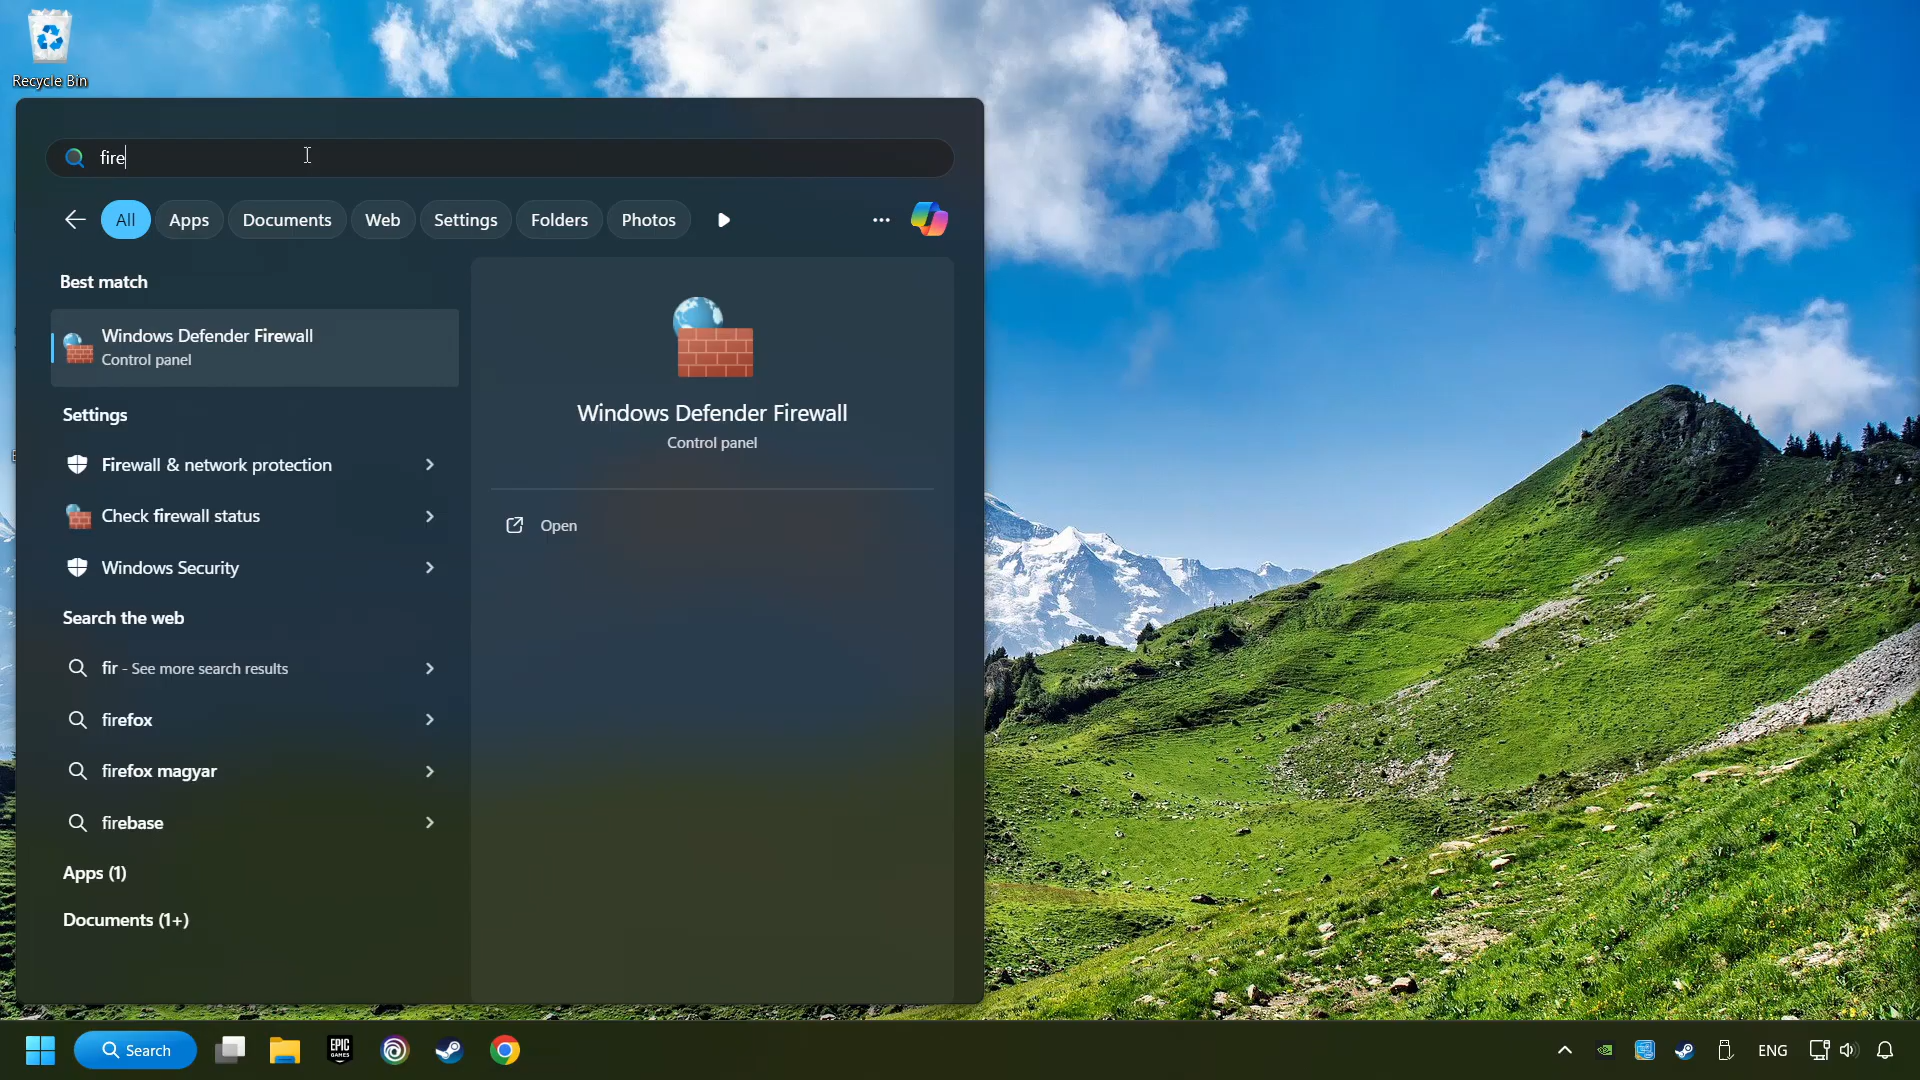 Recycle Bin
fire
All
Apps
Documents
Web
Settings
Folders
Photos
Best match
Windows Defender Firewall
Control panel
Settings
Firewall & network protection
Check firewall status
Windows Security
Search the web
fir - See more search results
firefox
firefox magyar
firebase
Apps (1)
Documents (1+)
Windows Defender Firewall
Control panel
Open
Search
EPIC
GAMES
ENG